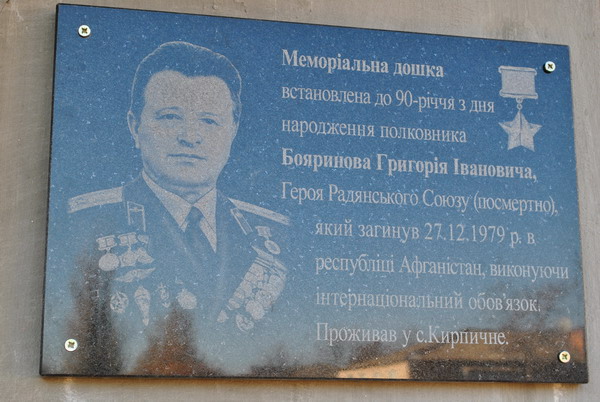 Меморіальна дошка
встановлена до 90-річчя з дня
народження полковника
Бояринова Григорія Івановича,
Героя Радянського Союзу (посмертно),
який загинув 27.12.1979 р. в
республіці Афганістан, виконуючи
інтернаціональний обов'язок.
Проживав у с.Кирпичне.